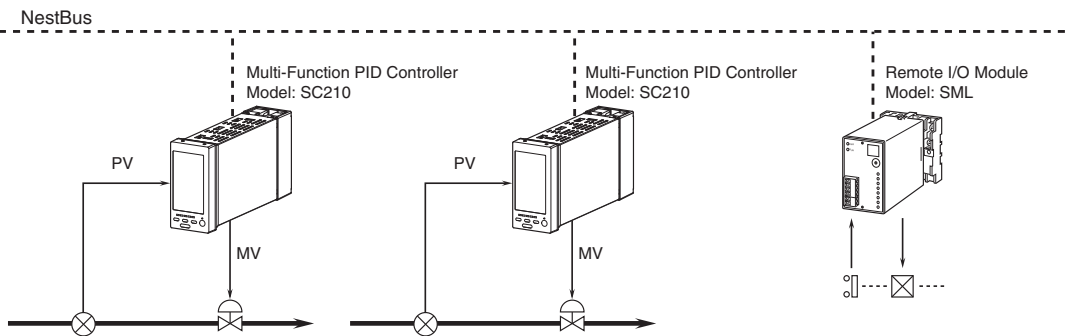 NestBus
Multi-Function PID Controller
Model: SC210
Multi-Function PID Controller
Model: SC210
Remote I/O Module
Model: SML
PV
MV
PV
MV